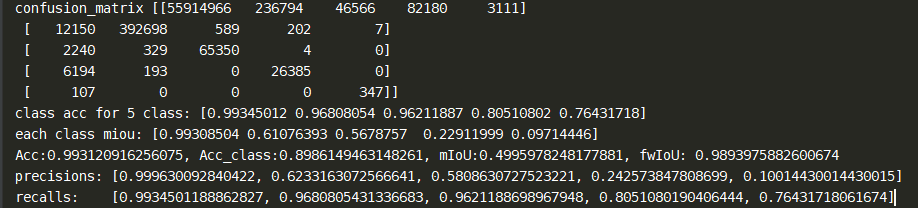 confusion_matrix [[55914966 236794 46566 82180 3111]
[ 12150 392698 589 202 7]
[ 2240 329 65350 4 0]
[ 6194 193 0 26385 0]
[ 107 0 0 0 347]]
class acc for 5 class: [0.99345012 0.96808054 0.96211887 0.80510802 0.76431718]
each class miou: [0.99308504 0.61076393 0.5678757 0.22911999 0.09714446]
Acc:0.993120916256075, Acc_class:0.8986149463148261, mIoU:0.4995978248177881, fwIoU: 0.9893975882600674
precisions: [0.999630092840422, 0.6233163072566641, 0.5808630727523221, 0.242573847808699, 0.10014430014430015]
recalls: [0.9934501188862827, 0.9680805431336683, 0.9621188698967948, 0.8051080190406444, 0.76431718061674]